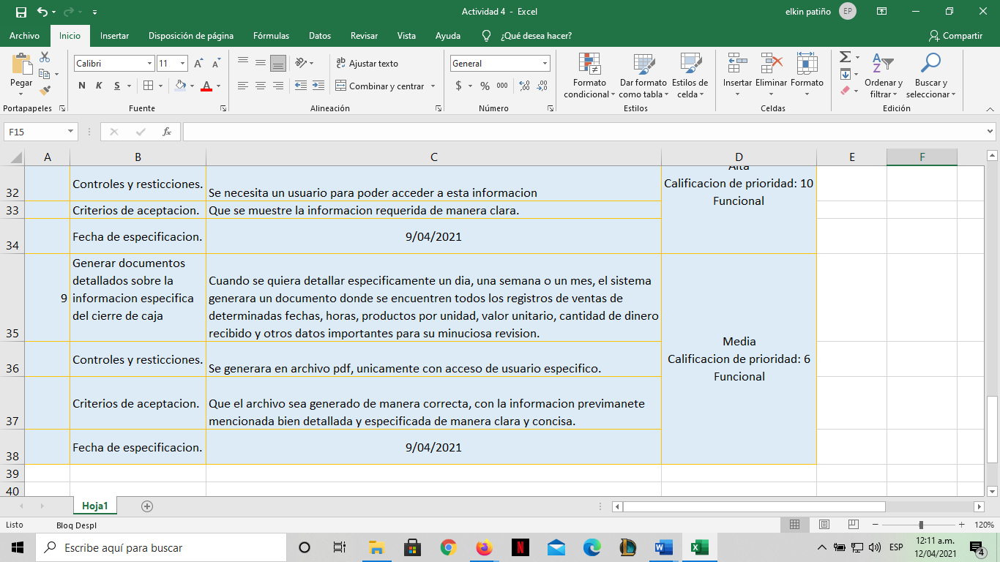 Actividad 4 - Excel
elkin patiño
EP
Archivo Inicio Insertar Disposición de página Fórmulas Datos Revisar Vista Ayuda ¿Qué desea hacer? Compartir
Pegar
Portapapeles
Calibri 11
N K S
Fuente
Ajustar texto
Combinar y centrar
Alineación
General
$ % 000
Número
Formato condicional
Dar formato como tabla
Estilos de celda
Estilos
Insertar Eliminar Formato
Celdas
Ordenar y filtrar
Buscar y seleccionar
Edición
F15
fx
A B C D E F
Alta
32 Controles y resticciones. Se necesita un usuario para poder acceder a esta informacion
Calificacion de prioridad: 10
Funcional
33 Criterios de aceptacion. Que se muestre la informacion requerida de manera clara.
34 Fecha de especificacion. 9/04/2021
35 9
Generar documentos
detallados sobre la
informacion especifica
del cierre de caja
Cuando se quiera detallar especificamente un dia, una semana o un mes, el sistema
generara un documento donde se encuentren todos los registros de ventas de
determinadas fechas, horas, productos por unidad, valor unitario, cantidad de dinero
recibido y otros datos importantes para su minuciosa revision.
Media
Calificacion de prioridad: 6
Funcional
36 Controles y resticciones. Se generara en archivo pdf, unicamente con acceso de usuario especifico.
37 Criterios de aceptacion.
Que el archivo sea generado de manera correcta, con la informacion previmanete
mencionada bien detallada y especificada de manera clara y concisa.
38 Fecha de especificacion. 9/04/2021
39
40
Hoja1
Listo Bloq Despl 120%
Escribe aquí para buscar
ESP
12:11 a.m.
12/04/2021
4